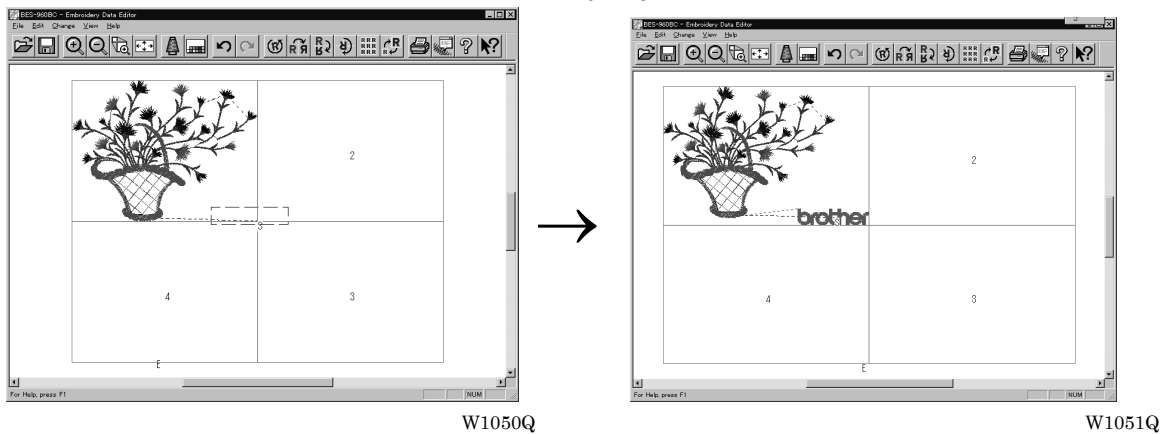 BES-960BC - Embroidery Data Editor
File Edit Change View Help
2
S
4
3
E
For Help, press F1
NUM
W1050Q
BES-960BC - Embroidery Data Editor
File Edit Change View Help
2
brother
4
3
E
For Help, press F1
NUM
W1051Q